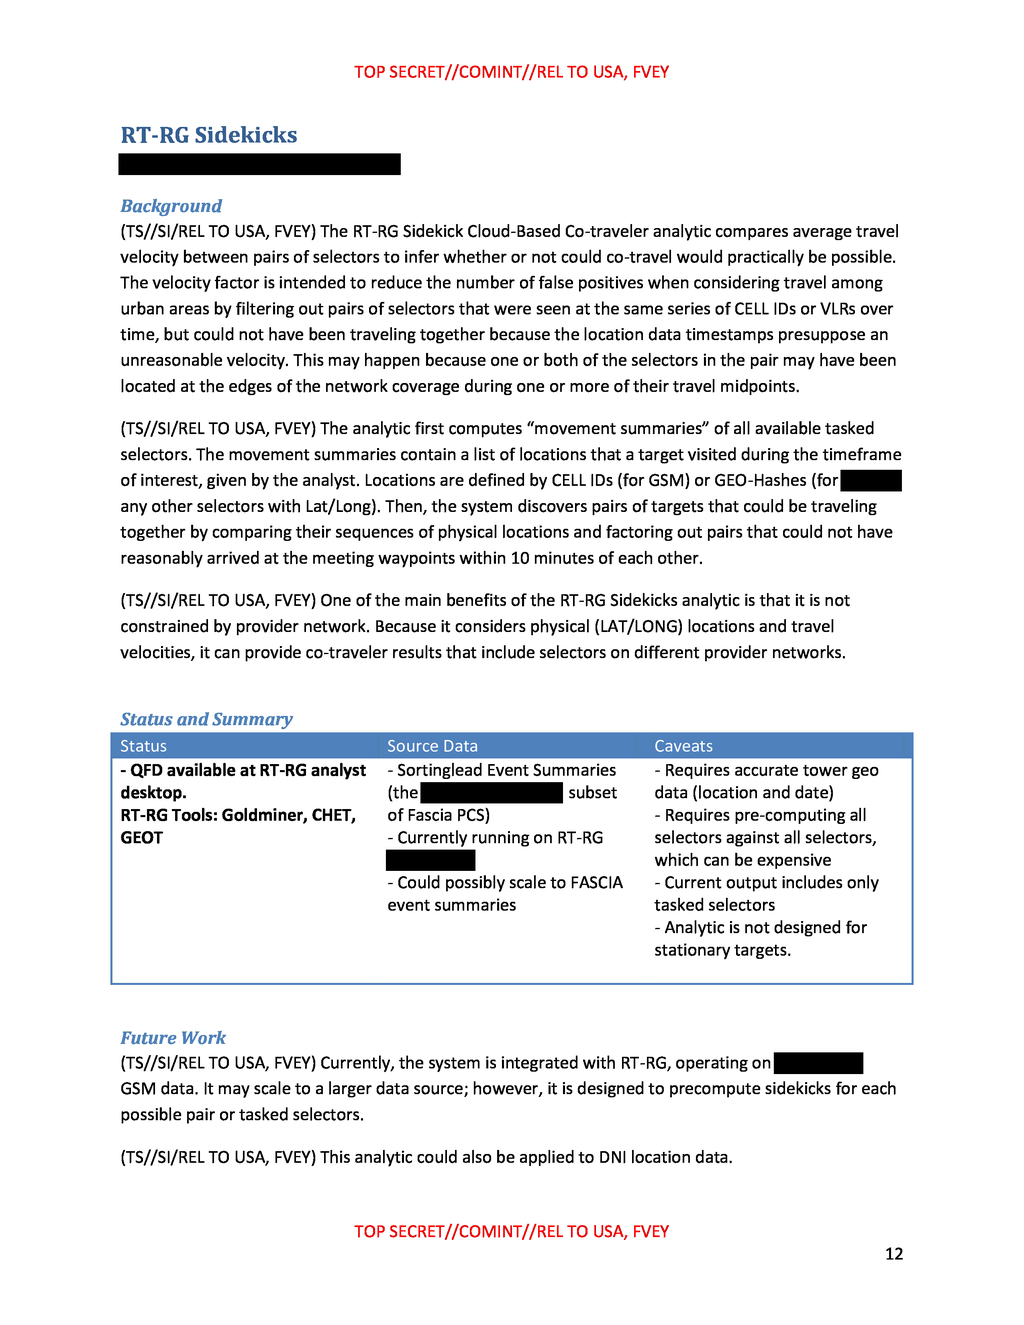 TOP SECRET//COMINT//REL TO USA, FVEY
RT-RG Sidekicks
Background
(TS//SI/REL TO USA, FVEY) The RT-RG Sidekick Cloud-Based Co-traveler analytic compares average travel
velocity between pairs of selectors to infer whether or not could co-travel would practically be possible.
The velocity factor is intended to reduce the number of false positives when considering travel among
urban areas by filtering out pairs of selectors that were seen at the same series of CELL IDs or VLRs over
time, but could not have been traveling together because the location data timestamps presuppose an
unreasonable velocity. This may happen because one or both of the selectors in the pair may have been
located at the edges of the network coverage during one or more of their travel midpoints.
(TS//SI/REL TO USA, FVEY) The analytic first computes “movement summaries” of all available tasked
selectors. The movement summaries contain a list of locations that a target visited during the timeframe
of interest, given by the analyst. Locations are defined by CELL IDs (for GSM) or GEO-Hashes (for
any other selectors with Lat/Long). Then, the system discovers pairs of targets that could be traveling
together by comparing their sequences of physical locations and factoring out pairs that could not have
reasonably arrived at the meeting waypoints within 10 minutes of each other.
(TS//SI/REL TO USA, FVEY) One of the main benefits of the RT-RG Sidekicks analytic is that it is not
constrained by provider network. Because it considers physical (LAT/LONG) locations and travel
velocities, it can provide co-traveler results that include selectors on different provider networks.
Status and Summary
Status
- QFD available at RT-RG analyst
desktop.
RT-RG Tools: Goldminer, CHET,
GEOT
Source Data
- Sortinglead Event Summaries
(the subset
of Fascia PCS)
- Currently running on RT-RG
- Could possibly scale to FASCIA
event summaries
Caveats
- Requires accurate tower geo
data (location and date)
- Requires pre-computing all
selectors against all selectors,
which can be expensive
- Current output includes only
tasked selectors
- Analytic is not designed for
stationary targets.
Future Work
(TS//SI/REL TO USA, FVEY) Currently, the system is integrated with RT-RG, operating on
GSM data. It may scale to a larger data source; however, it is designed to precompute sidekicks for each
possible pair or tasked selectors.
(TS//SI/REL TO USA, FVEY) This analytic could also be applied to DNI location data.
TOP SECRET//COMINT//REL TO USA, FVEY
12